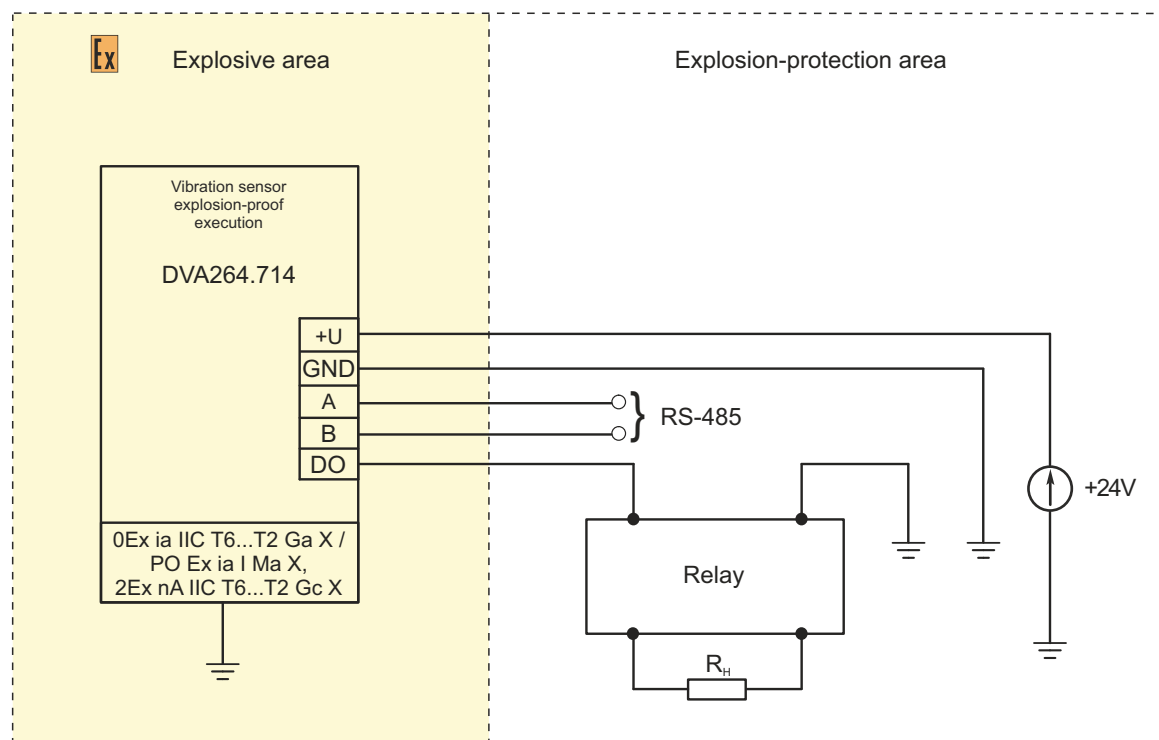 Ex
Explosive area
Explosion-protection area
Vibration sensor
explosion-proof
execution
DVA264.714
+U
GND
A
B
DO
RS-485
+24V
0Ex ia IIC T6...T2 Ga X /
PO Ex ia I Ma X,
2Ex nA IIC T6...T2 Gc X
Relay
RH